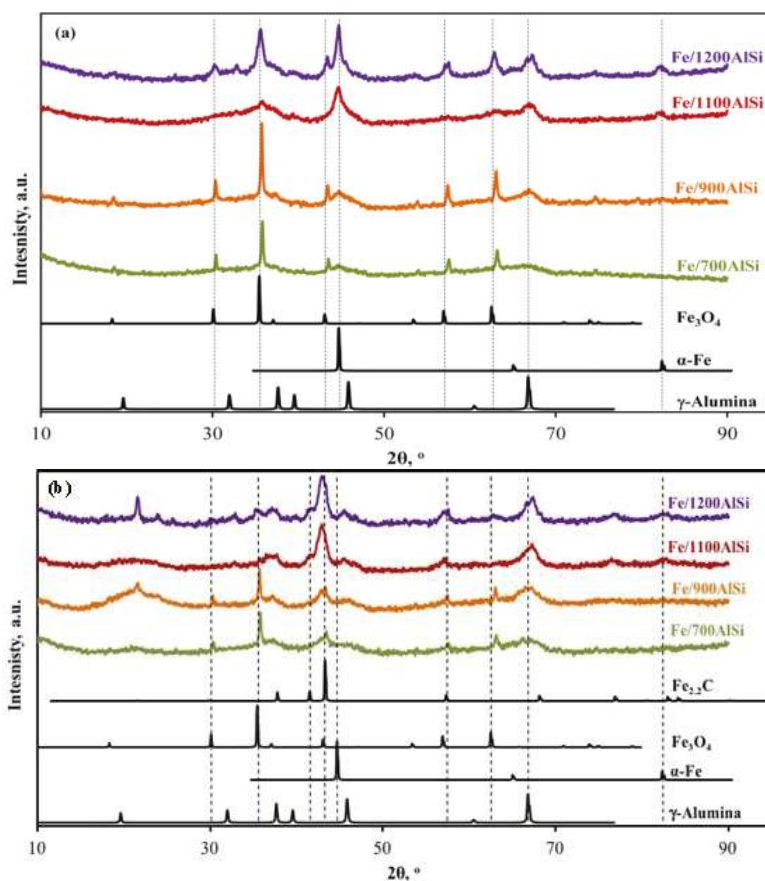 (a)
Fe/1200AlSi
Fe/1100AlSi
Fe/900AlSi
Fe/700AlSi
Fe₃O₄
α-Fe
γ-Alumina
Intesnisty, a.u.
10 30 50 70 90
2θ, °
(b )
Fe/1200AlSi
Fe/1100AlSi
Fe/900AlSi
Fe/700AlSi
Fe₂.₂C
Fe₃O₄
α-Fe
γ-Alumina
Intesnisty, a.u.
10 30 50 70 90
2θ, °